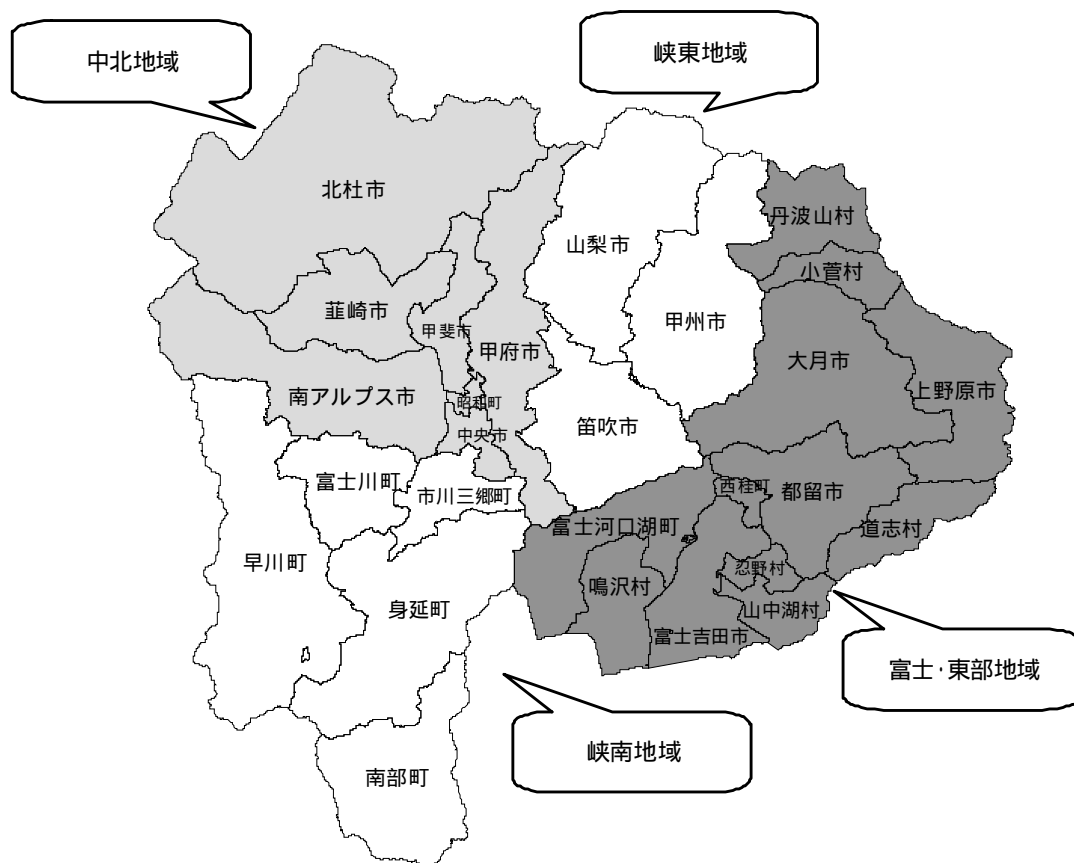 中北地域
峡東地域
北杜市
丹波山村
山梨市
小菅村
韮崎市
甲斐市
甲府市
甲州市
大月市
上野原市
南アルプス市
昭和町
笛吹市
中央市
富士川町
市川三郷町
西桂町
都留市
富士河口湖町
道志村
早川町
忍野村
鳴沢村
身延町
山中湖村
富士吉田市
富士・東部地域
峡南地域
南部町